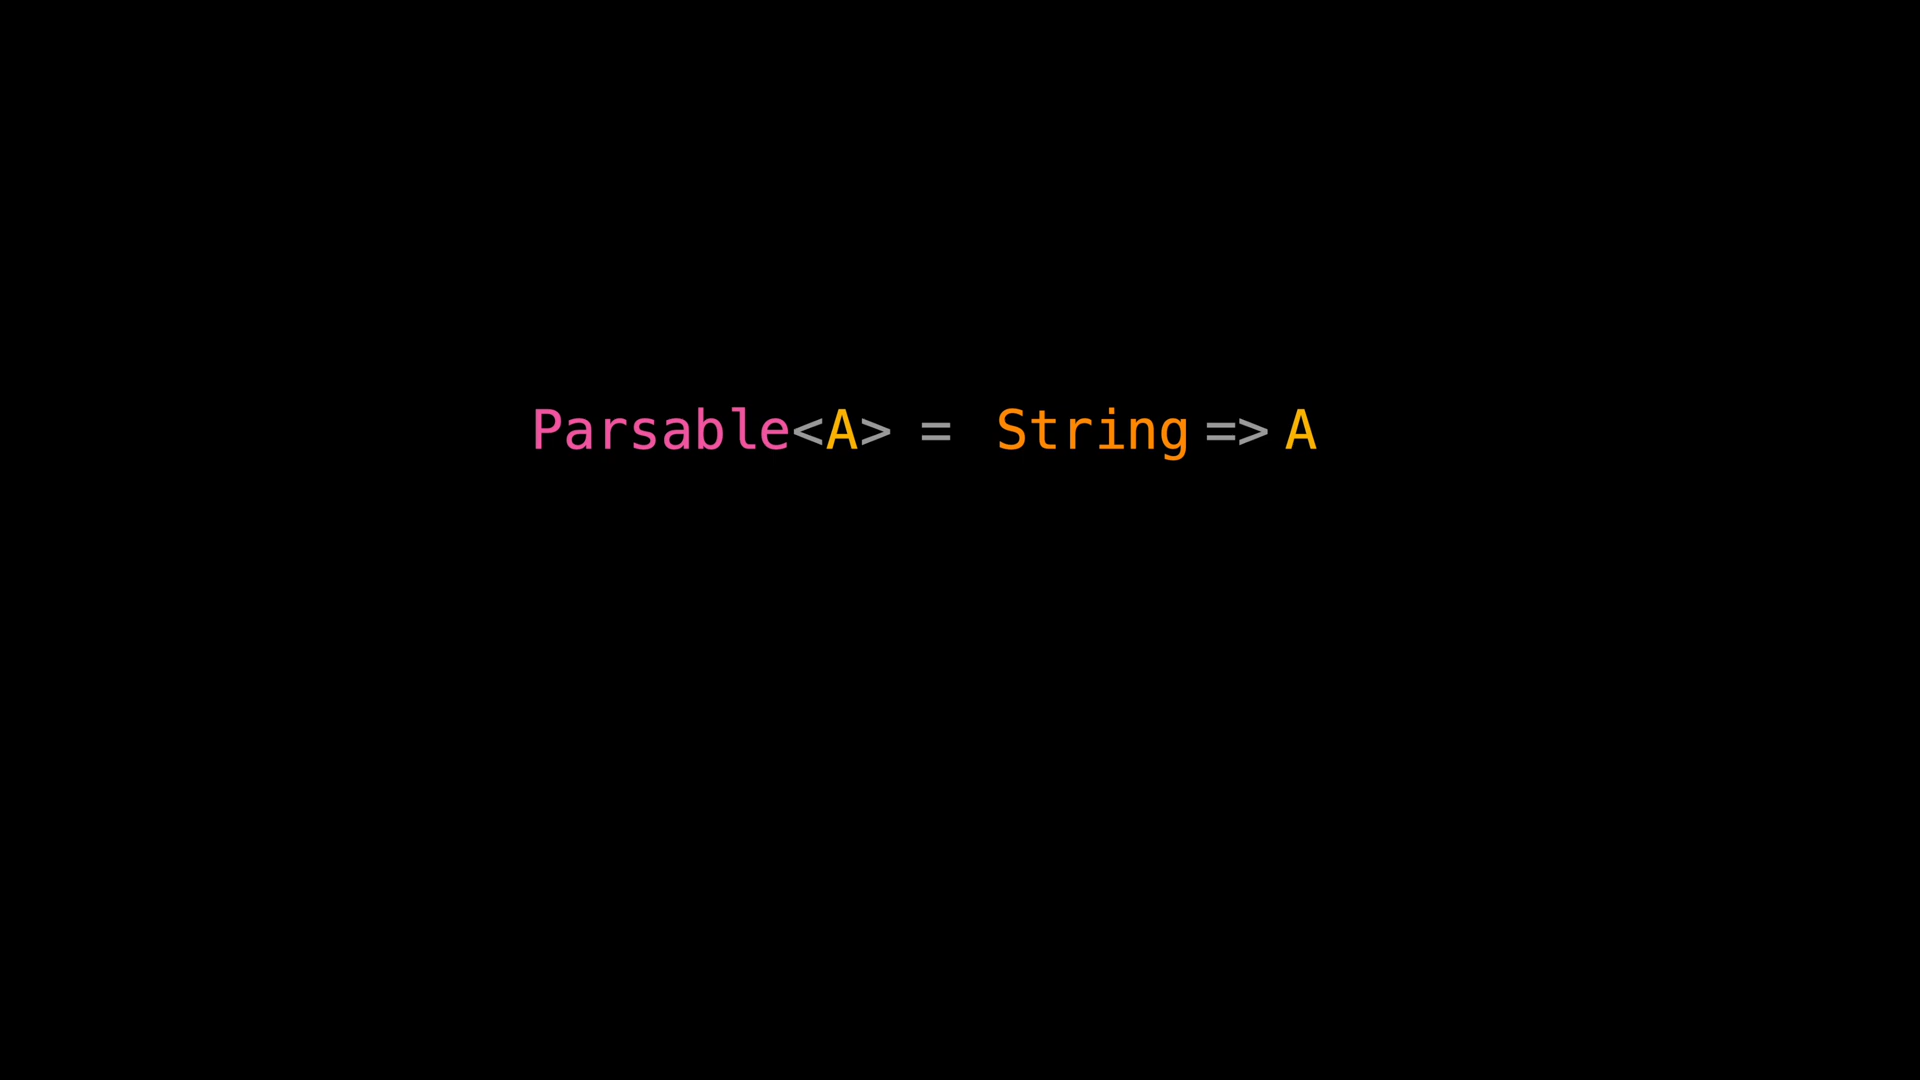 Parsable<A> = String => A